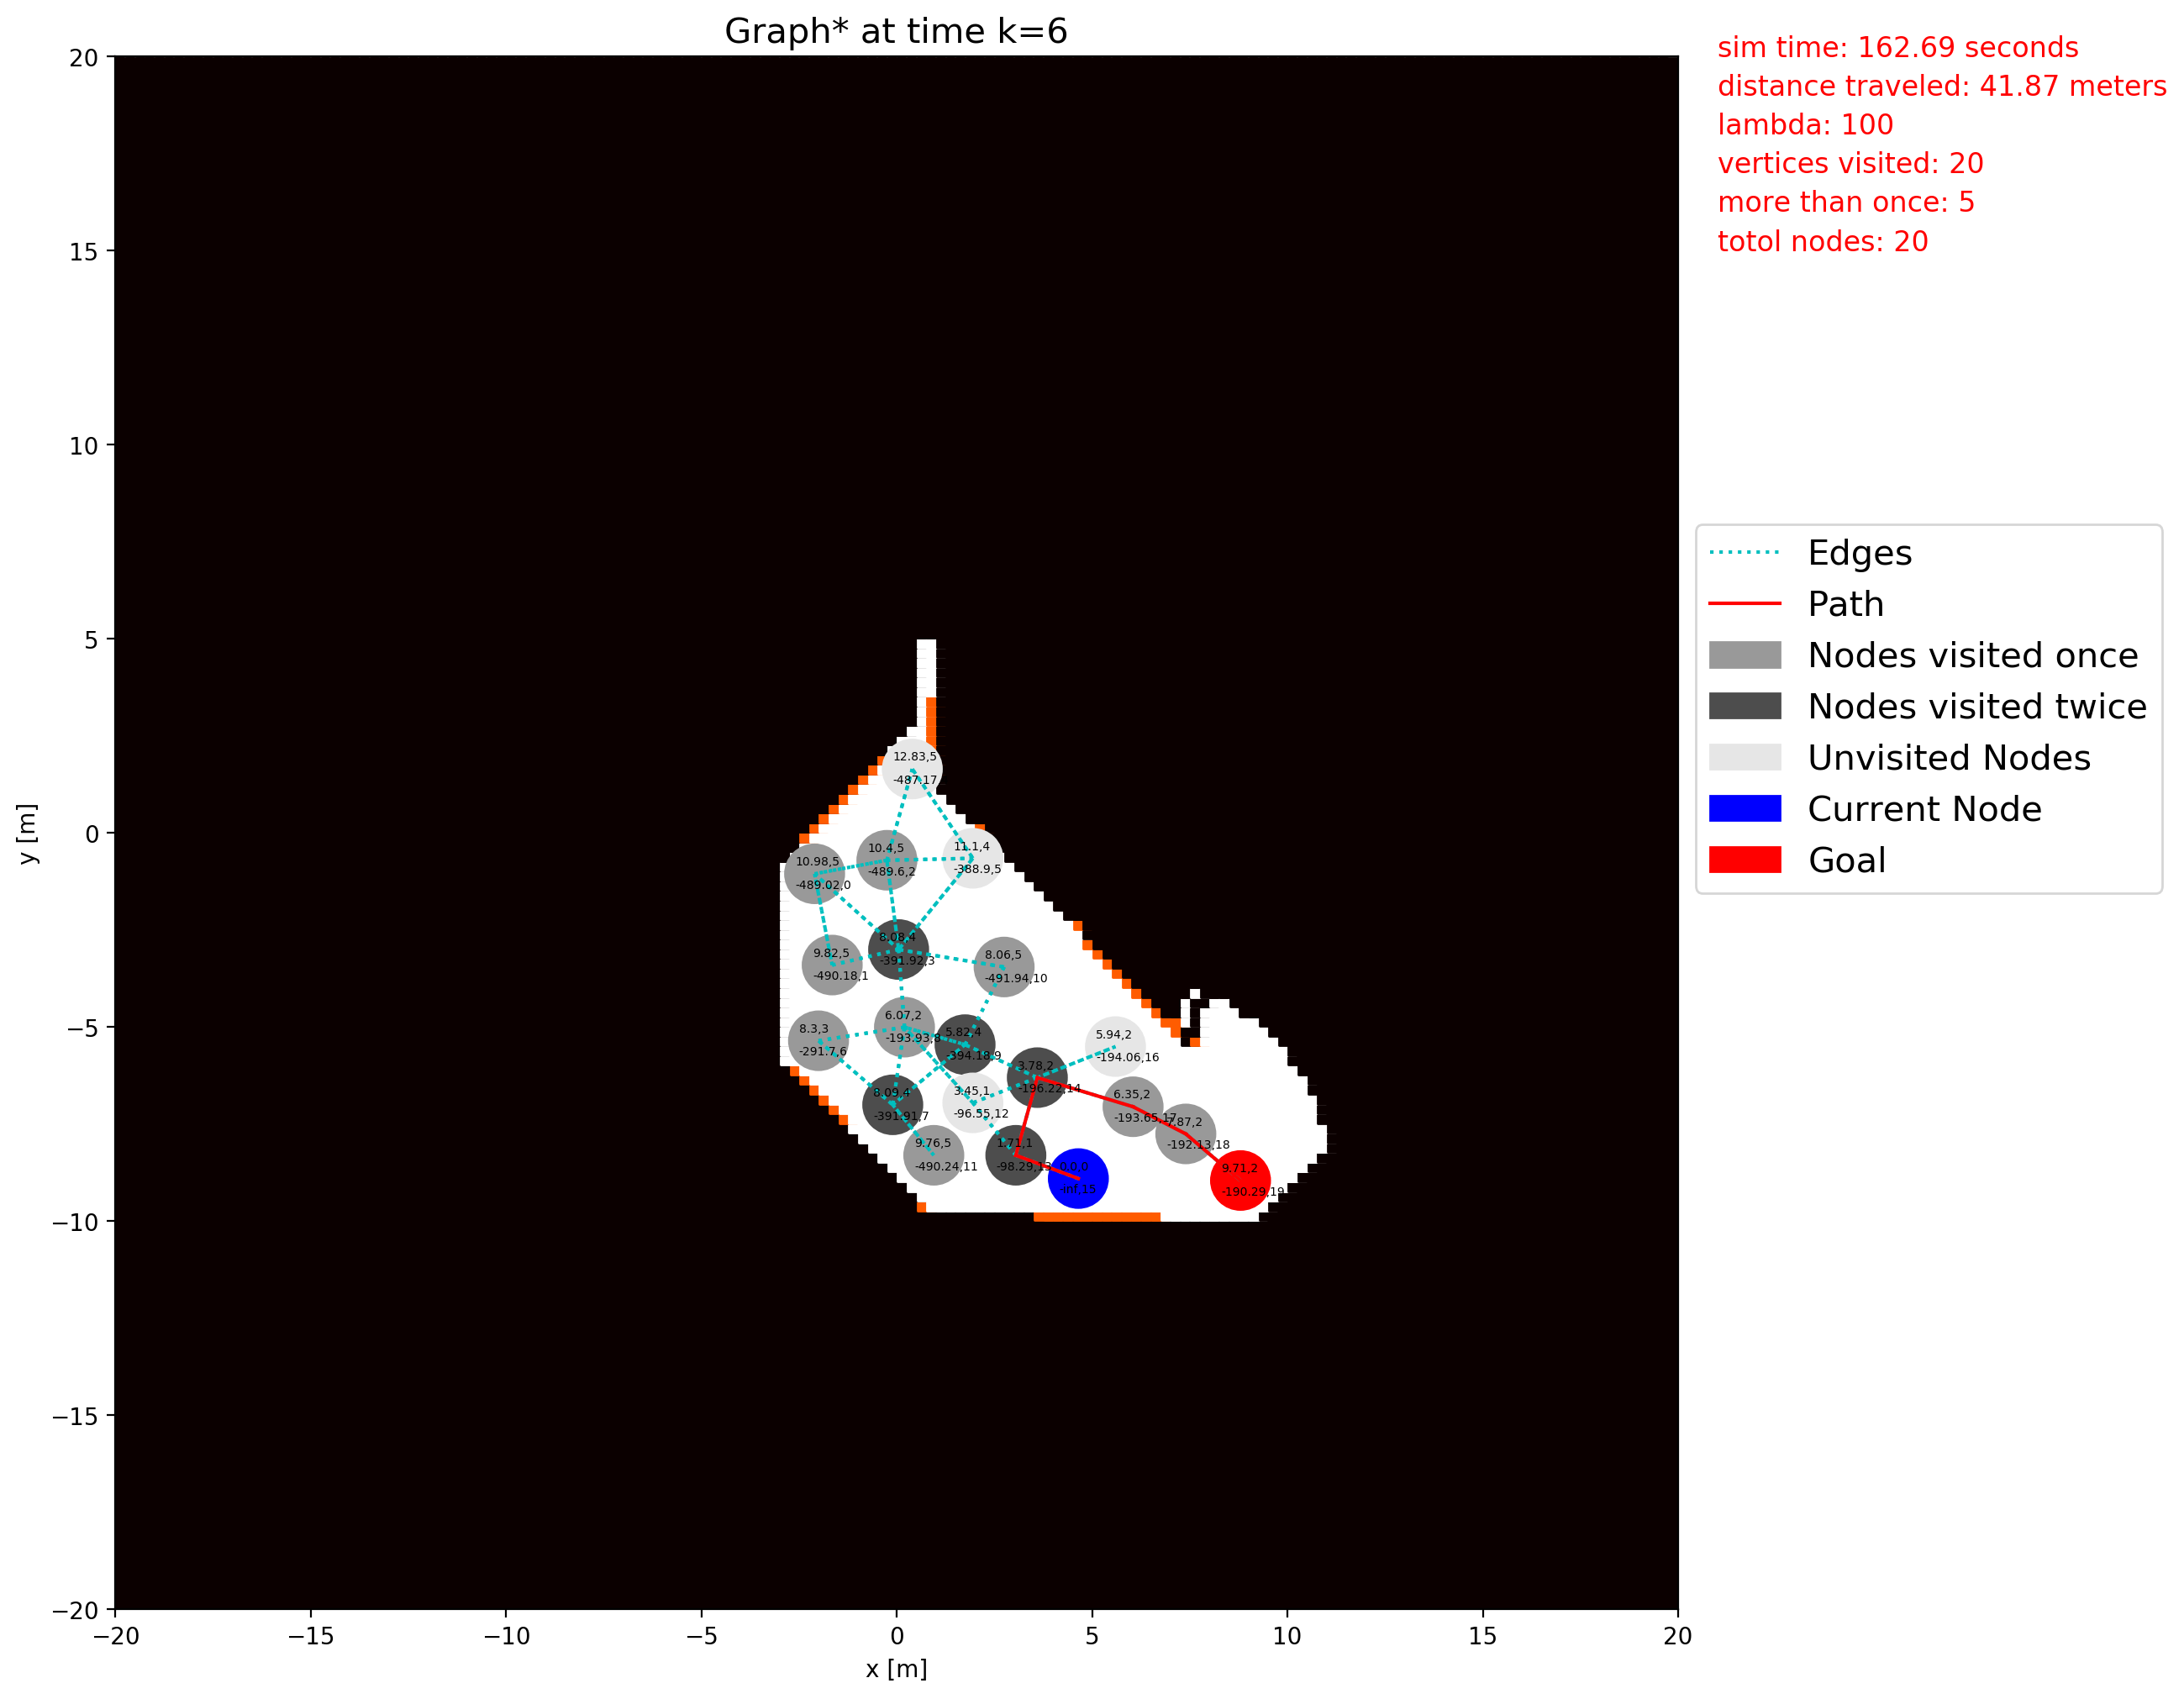 Graph* at time k=6
sim time: 162.69 seconds
distance traveled: 41.87 meters
lambda: 100
vertices visited: 20
more than once: 5
totol nodes: 20
20
15
10
5
0
−5
−10
−15
−20
y [m]
−20 −15 −10 −5 0 5 10 15 20
x [m]
12.83,5
-487.17
10.98,5
-489.02,0
10.4,5
-489.6,2
11.1,4
-388.9,5
9.82,5
-490.18,1
8.08,4
-391.92,3
8.06,5
-491.94,10
8.3,3
-291.7,6
6.07,2
-193.93,8
5.82,4
-394.18,9
5.94,2
-194.06,16
3.78,2
-196.22,14
8.09,4
-391.91,7
3.45,1
-96.55,12
6.35,2
-193.65,17
7.87,2
-192.13,18
9.76,5
-490.24,11
1.71,1
-98.29,13
0.0,0
inf,15
9.71,2
-190.29,19
Edges
Path
Nodes visited once
Nodes visited twice
Unvisited Nodes
Current Node
Goal